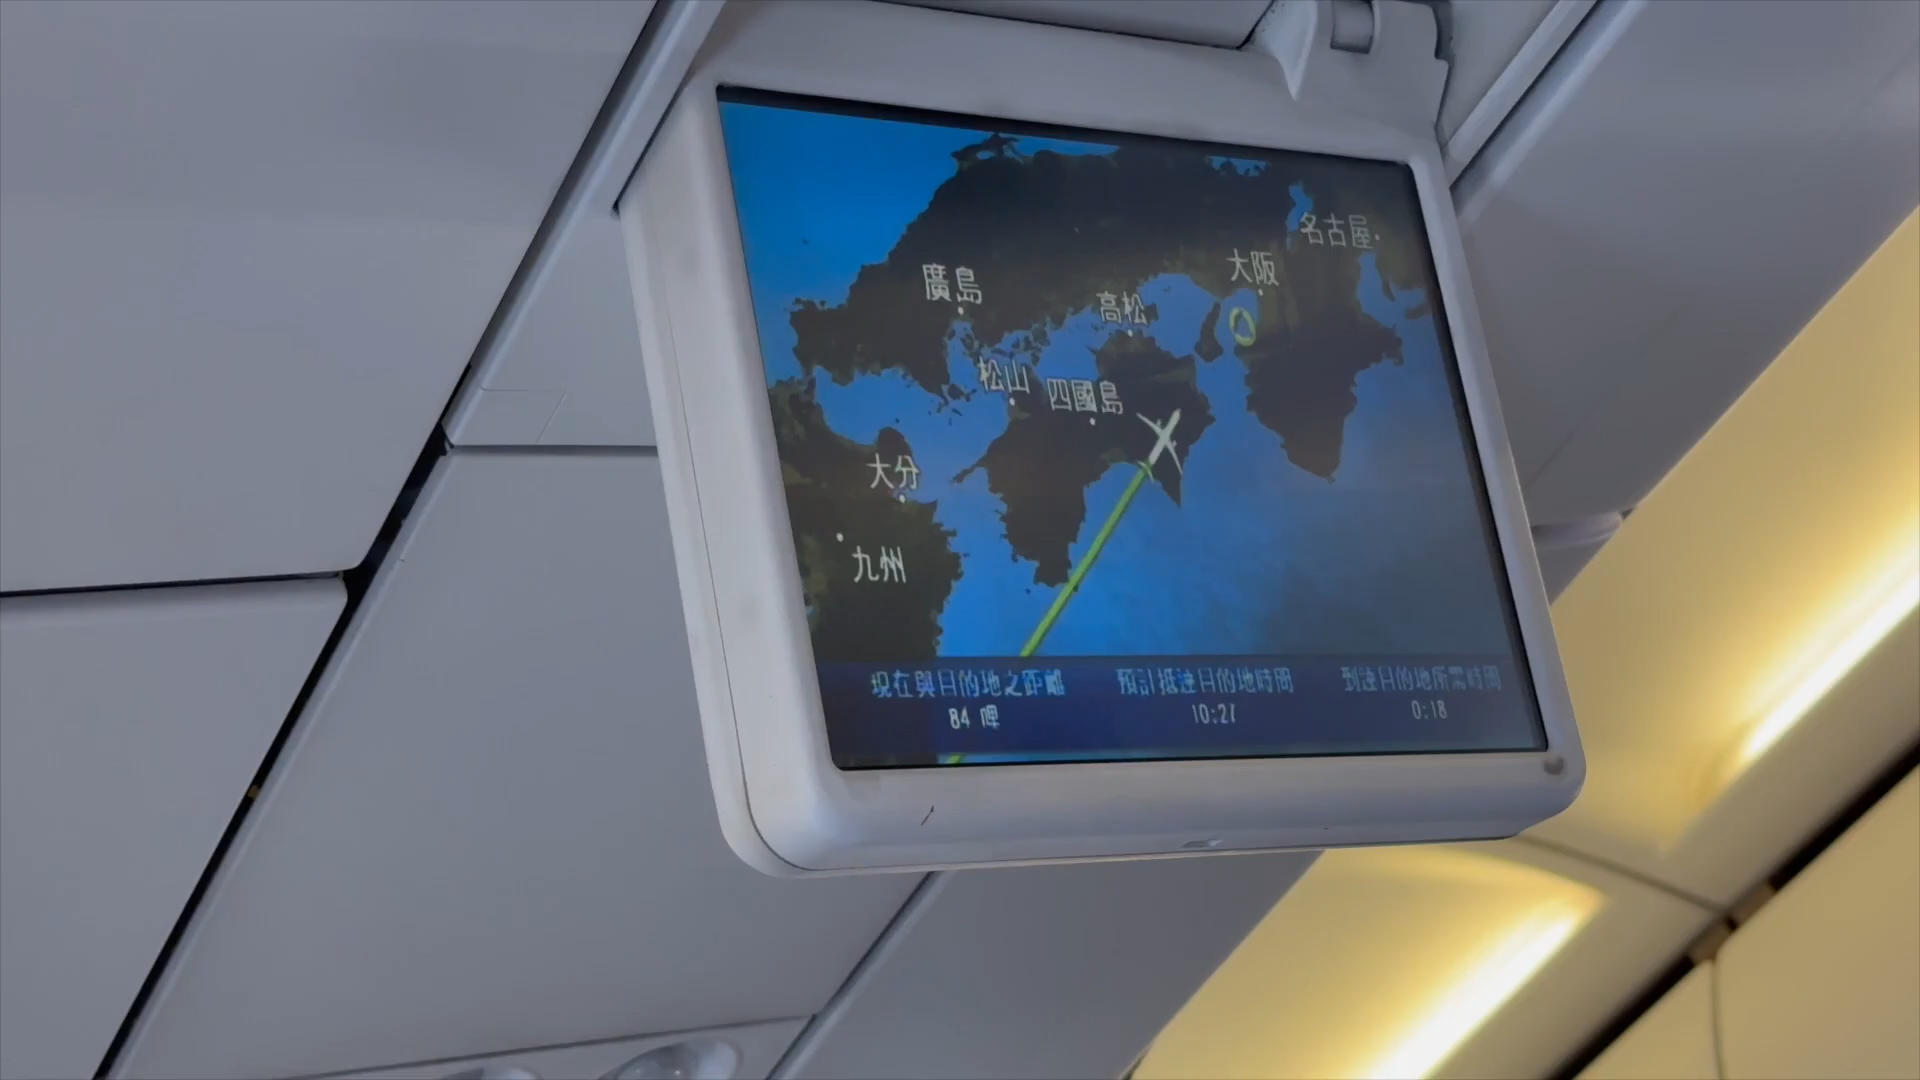 名古屋
大阪
廣島
高松
松山
四國島
大分
九州
現在與目的地之距離
預計抵達目的地時間
到達目的地所需時間
84 哩
10:27
0:18